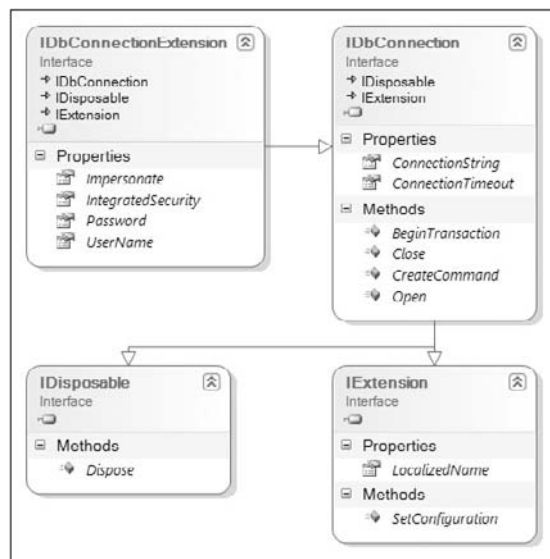 IDbConnectionExtension
Interface
IDbConnection
IDisposable
IExtension
Properties
Impersonate
IntegratedSecurity
Password
UserName
IDbConnection
Interface
IDisposable
IExtension
Properties
ConnectionString
ConnectionTimeout
Methods
BeginTransaction
Close
CreateCommand
Open
IDisposable
Interface
Methods
Dispose
IExtension
Interface
Properties
LocalizedName
Methods
SetConfiguration